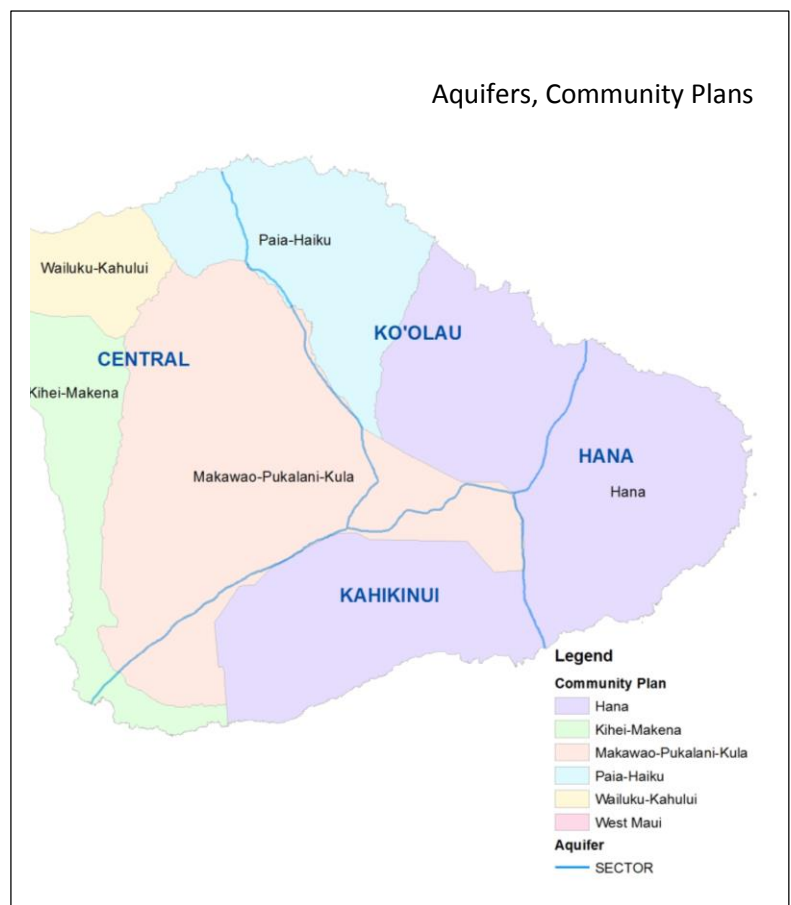 Aquifers, Community Plans
Paia-Haiku
Wailuku-Kahului
KO'OLAU
CENTRAL
Kihei-Makena
HANA
Makawao-Pukalani-Kula
Hana
KAHIKINUI
Legend
Community Plan
Hana
Kihei-Makena
Makawao-Pukalani-Kula
Paia-Haiku
Wailuku-Kahului
West Maui
Aquifer
SECTOR